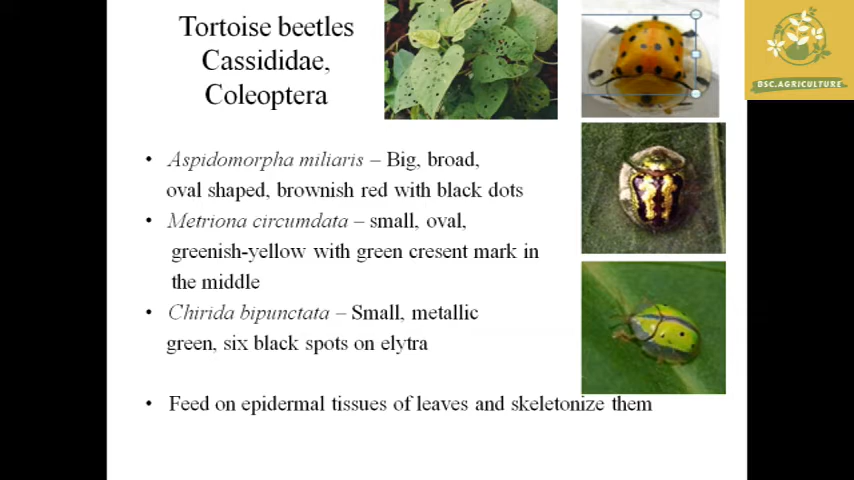 Tortoise beetles
Cassididae,
Coleoptera
BSC.AGRICULTURE
• Aspidomorpha miliaris – Big, broad,
oval shaped, brownish red with black dots
• Metriona circumdata – small, oval,
greenish-yellow with green cresent mark in
the middle
• Chirida bipunctata – Small, metallic
green, six black spots on elytra
• Feed on epidermal tissues of leaves and skeletonize them